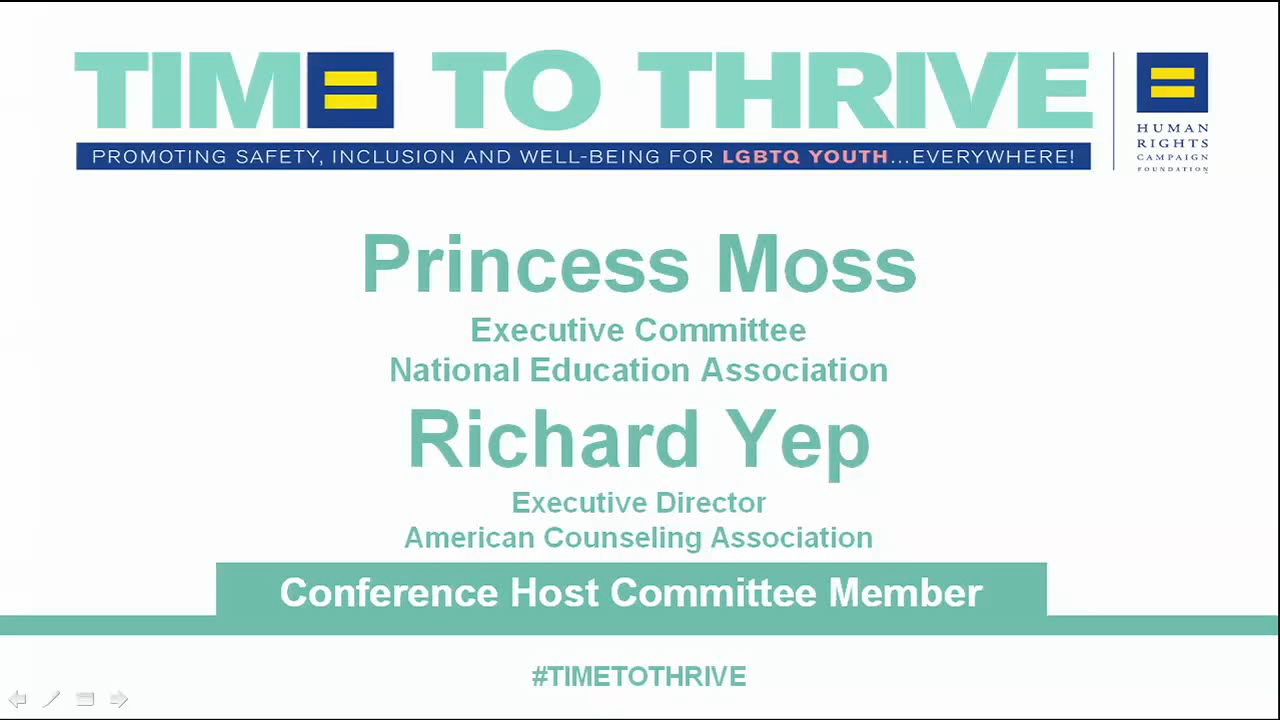 TIME TO THRIVE
PROMOTING SAFETY, INCLUSION AND WELL-BEING FOR LGBTQ YOUTH...EVERYWHERE!
HUMAN
RIGHTS
CAMPAIGN
FOUNDATION
Princess Moss
Executive Committee
National Education Association
Richard Yep
Executive Director
American Counseling Association
Conference Host Committee Member
#TIMETOTHRIVE